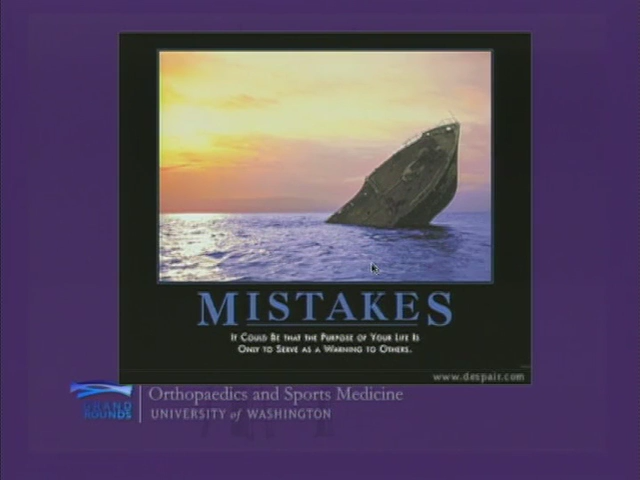 MISTAKES
IT COULD BE THAT THE PURPOSE OF YOUR LIFE IS
ONLY TO SERVE AS A WARNING TO OTHERS.
www.despair.com
GRAND
ROUNDS
Orthopaedics and Sports Medicine
UNIVERSITY of WASHINGTON